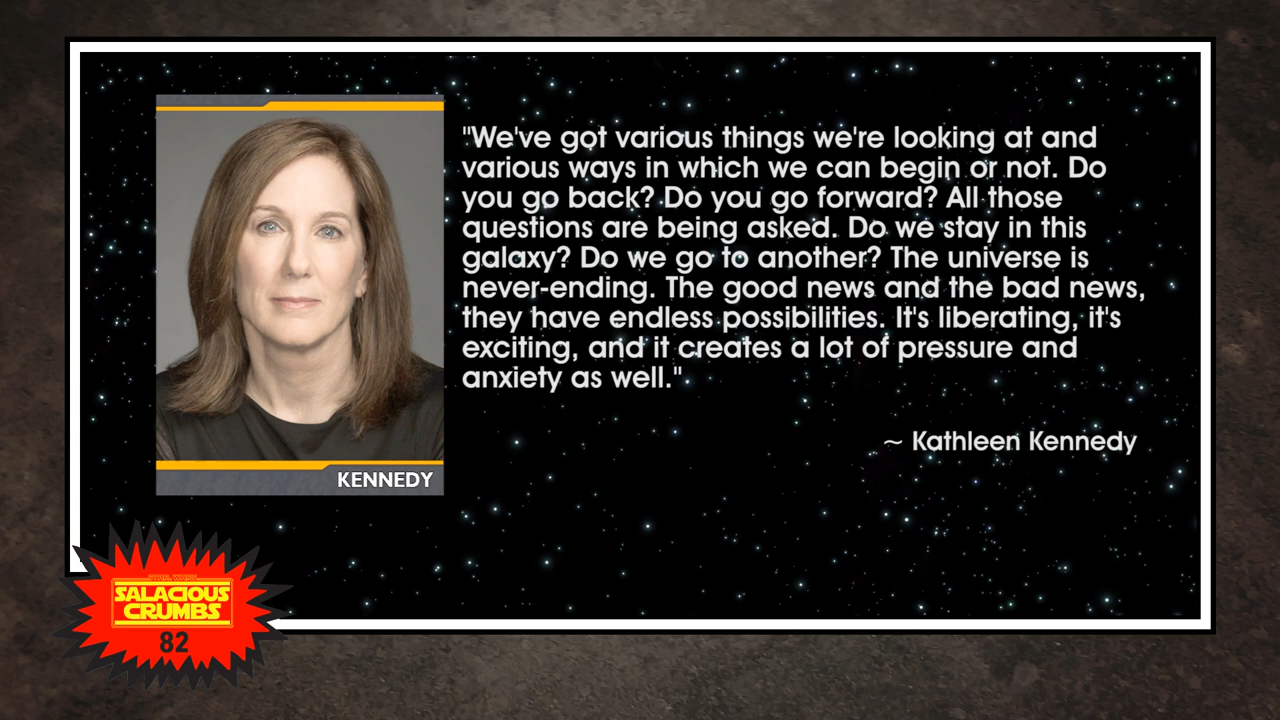 "We've got various things we're looking at and
various ways in which we can begin or not. Do
you go back? Do you go forward? All those
questions are being asked. Do we stay in this
galaxy? Do we go to another? The universe is
never-ending. The good news and the bad news,
they have endless possibilities. It's liberating, it's
exciting, and it creates a lot of pressure and
anxiety as well."
~ Kathleen Kennedy
KENNEDY
STAR WARS
SALACIOUS
CRUMBS
82